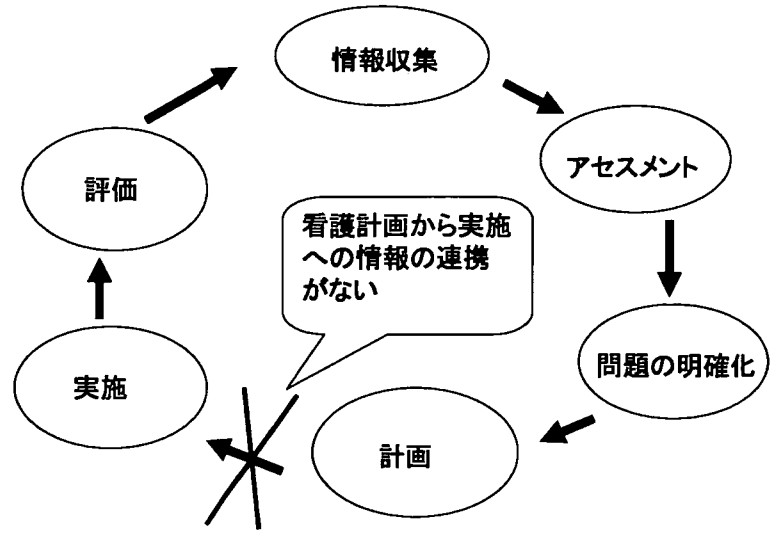 情報収集
アセスメント
問題の明確化
計画
実施
評価
看護計画から実施
への情報の連携
がない